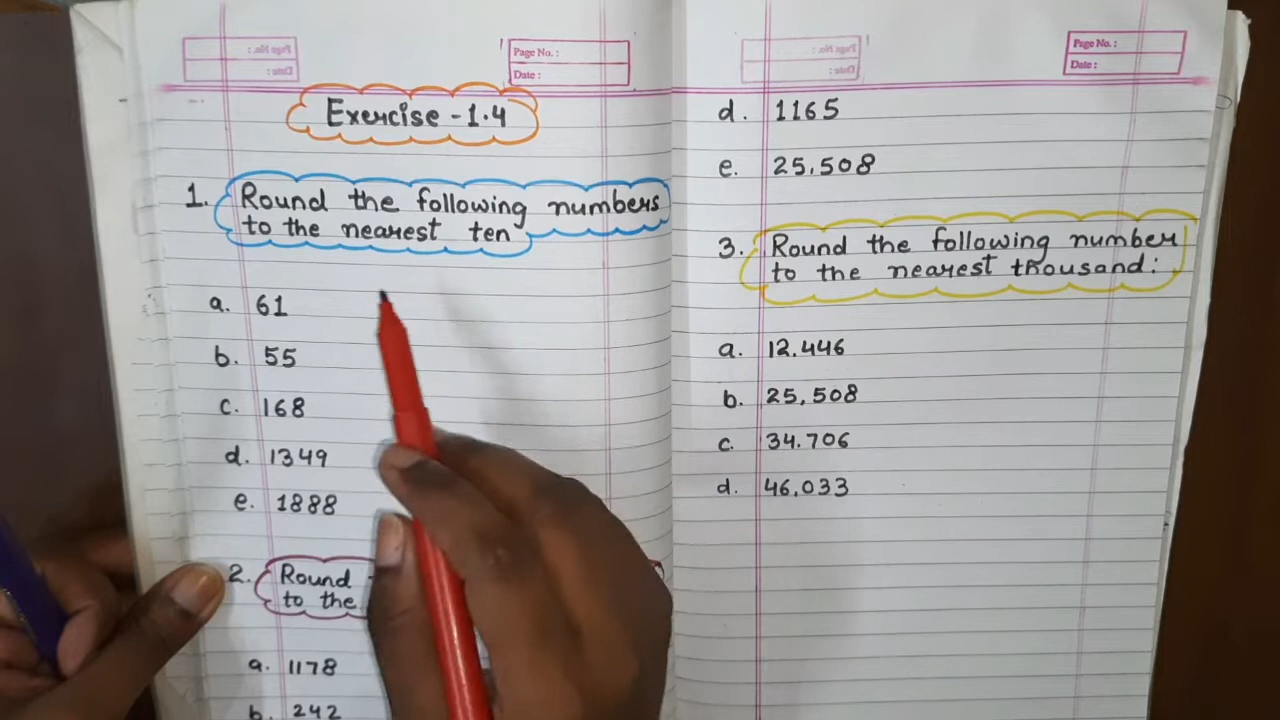 Page No. :
Date :
Exercise - 1.4
1. Round the following numbers
to the nearest ten
a. 61
b. 55
c. 168
d. 1349
e. 1888
2. Round
to the
a. 1178
b. 242
Page No. :
Date :
d. 1165
e. 25,508
3. Round the following number
to the nearest thousand:
a. 12.446
b. 25,508
c. 34.706
d. 46,033